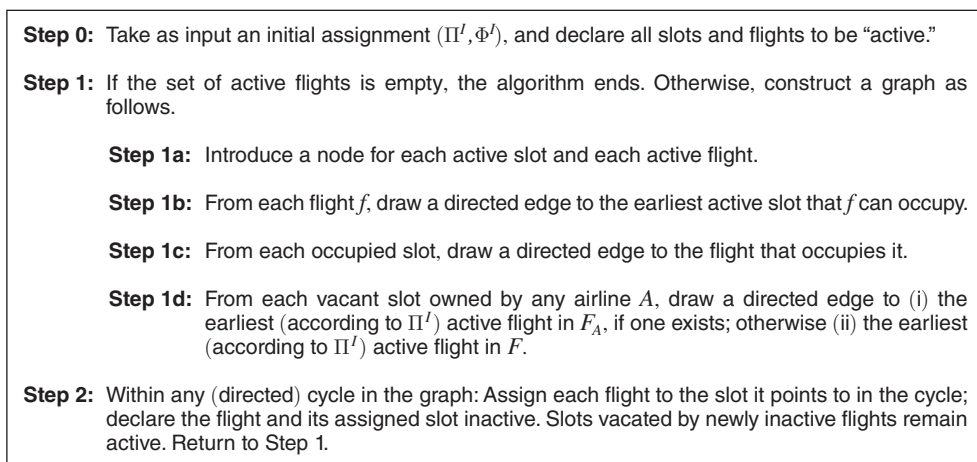 Step 0: Take as input an initial assignment (Π^I, Φ^I), and declare all slots and flights to be “active.”
Step 1: If the set of active flights is empty, the algorithm ends. Otherwise, construct a graph as
follows.
Step 1a: Introduce a node for each active slot and each active flight.
Step 1b: From each flight f, draw a directed edge to the earliest active slot that f can occupy.
Step 1c: From each occupied slot, draw a directed edge to the flight that occupies it.
Step 1d: From each vacant slot owned by any airline A, draw a directed edge to (i) the
earliest (according to Π^I) active flight in F_A, if one exists; otherwise (ii) the earliest
(according to Π^I) active flight in F.
Step 2: Within any (directed) cycle in the graph: Assign each flight to the slot it points to in the cycle;
declare the flight and its assigned slot inactive. Slots vacated by newly inactive flights remain
active. Return to Step 1.